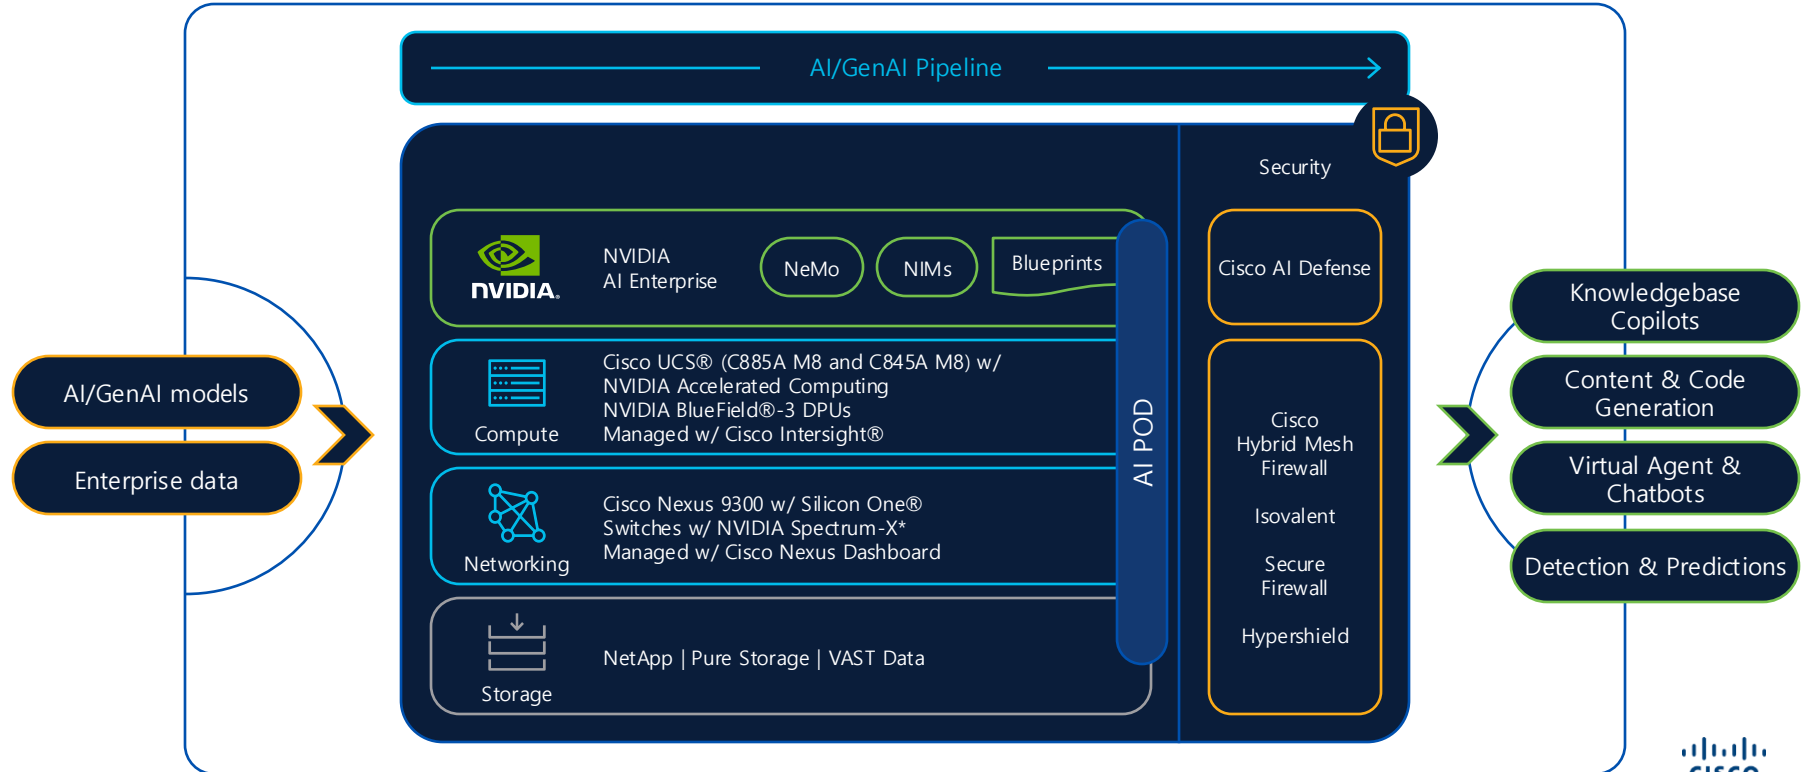 AI/GenAI Pipeline
AI/GenAI models
Enterprise data
NVIDIA.
NVIDIA
AI Enterprise
NeMo
NIMs
Blueprints
Compute
Cisco UCS® (C885A M8 and C845A M8) w/
NVIDIA Accelerated Computing
NVIDIA BlueField®-3 DPUs
Managed w/ Cisco Intersight®
Networking
Cisco Nexus 9300 w/ Silicon One®
Switches w/ NVIDIA Spectrum-X*
Managed w/ Cisco Nexus Dashboard
Storage
NetApp | Pure Storage | VAST Data
AI POD
Security
Cisco AI Defense
Cisco
Hybrid Mesh
Firewall
Isovalent
Secure
Firewall
Hypershield
Knowledgebase
Copilots
Content & Code
Generation
Virtual Agent &
Chatbots
Detection & Predictions
CISCO